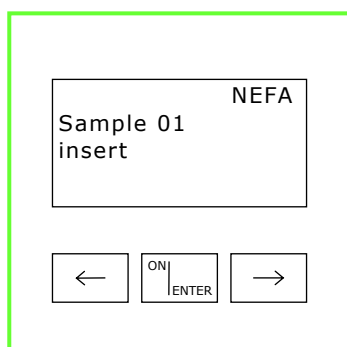 NEFA
Sample 01
insert
←
ON
ENTER
→